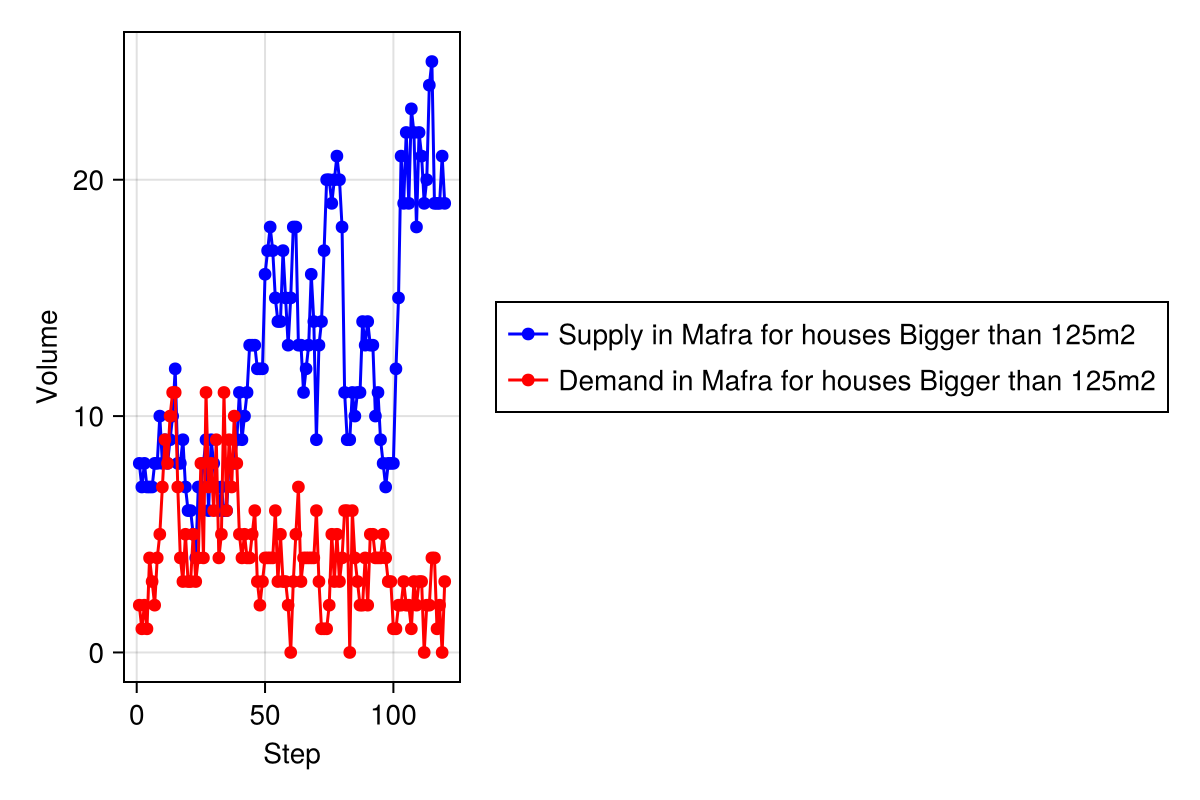 Volume
20
10
0
0
50
100
Step
Supply in Mafra for houses Bigger than 125m2
Demand in Mafra for houses Bigger than 125m2